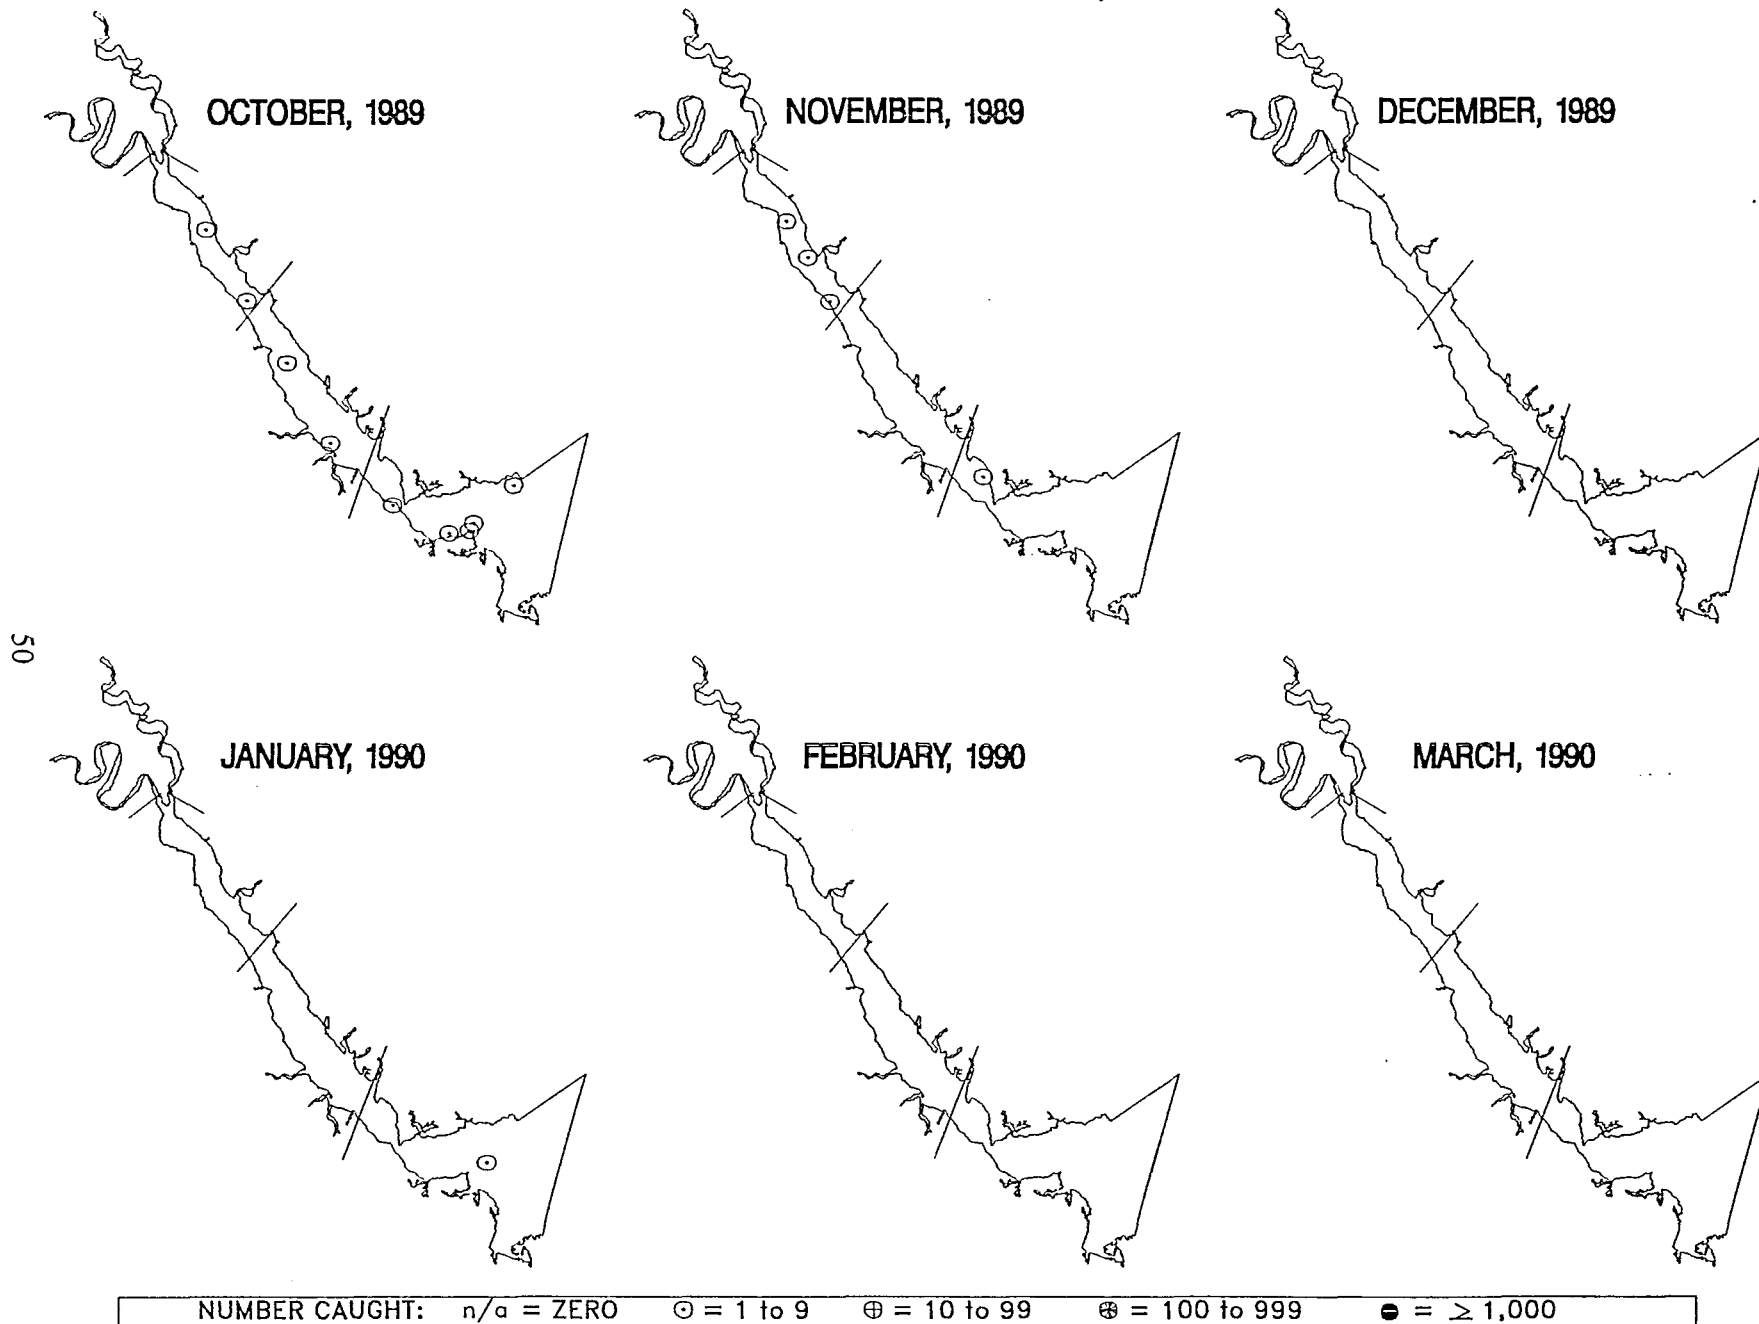 OCTOBER, 1989
NOVEMBER, 1989
DECEMBER, 1989
50
JANUARY, 1990
FEBRUARY, 1990
MARCH, 1990
NUMBER CAUGHT: n/a = ZERO ⊙ = 1 to 9 ⊕ = 10 to 99 ⊕ = 100 to 999 ● = ≥ 1,000